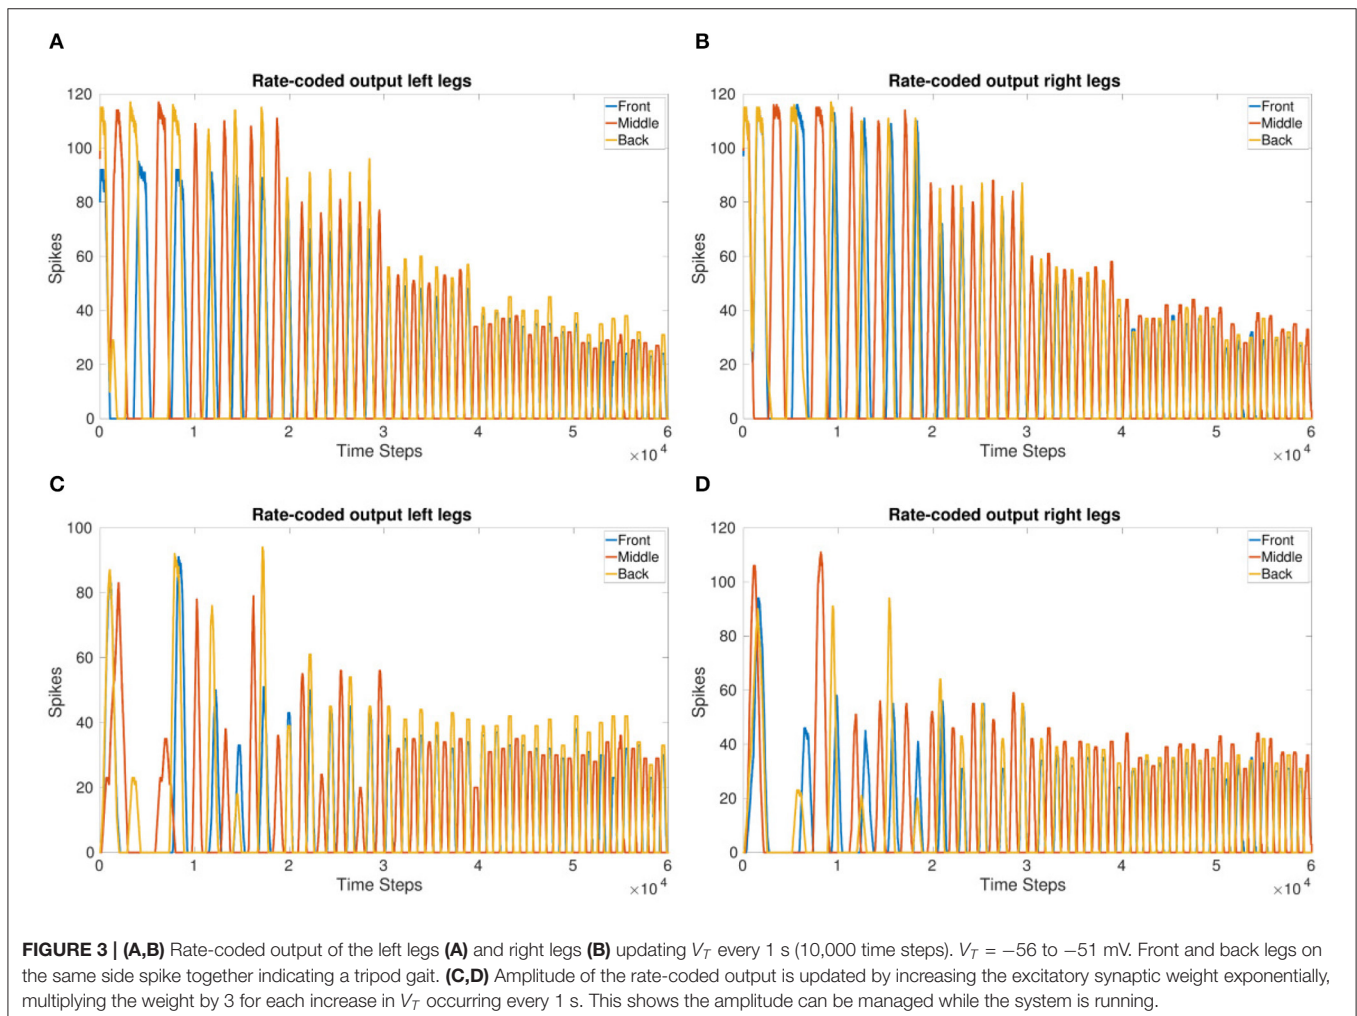 A
Rate-coded output left legs
120
100
80
60
40
20
0
Spikes
Front
Middle
Back
0 1 2 3 4 5 6
Time Steps
×10⁴
B
Rate-coded output right legs
120
100
80
60
40
20
0
Spikes
Front
Middle
Back
0 1 2 3 4 5 6
Time Steps
×10⁴
C
Rate-coded output left legs
100
80
60
40
20
0
Spikes
Front
Middle
Back
0 1 2 3 4 5 6
Time Steps
×10⁴
D
Rate-coded output right legs
120
100
80
60
40
20
0
Spikes
Front
Middle
Back
0 1 2 3 4 5 6
Time Steps
×10⁴
FIGURE 3 | (A,B) Rate-coded output of the left legs (A) and right legs (B) updating V_T every 1 s (10,000 time steps). V_T = −56 to −51 mV. Front and back legs on
the same side spike together indicating a tripod gait. (C,D) Amplitude of the rate-coded output is updated by increasing the excitatory synaptic weight exponentially,
multiplying the weight by 3 for each increase in V_T occurring every 1 s. This shows the amplitude can be managed while the system is running.